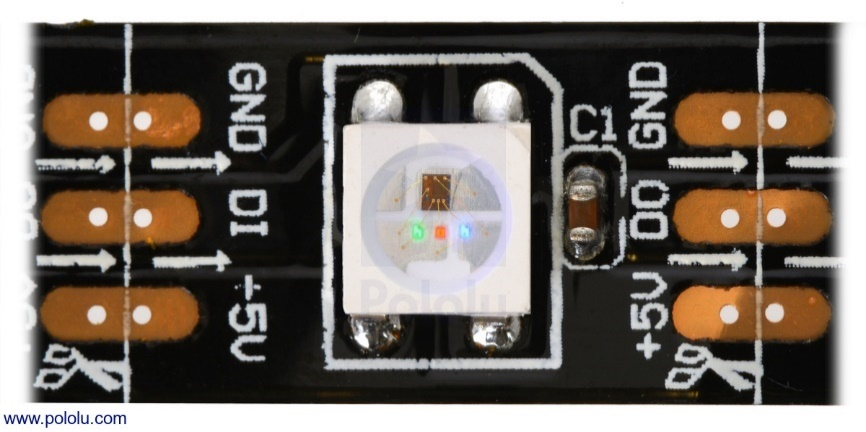 GND
DI
+5V
C1
GND
DO
+5V
Pololu
www.pololu.com